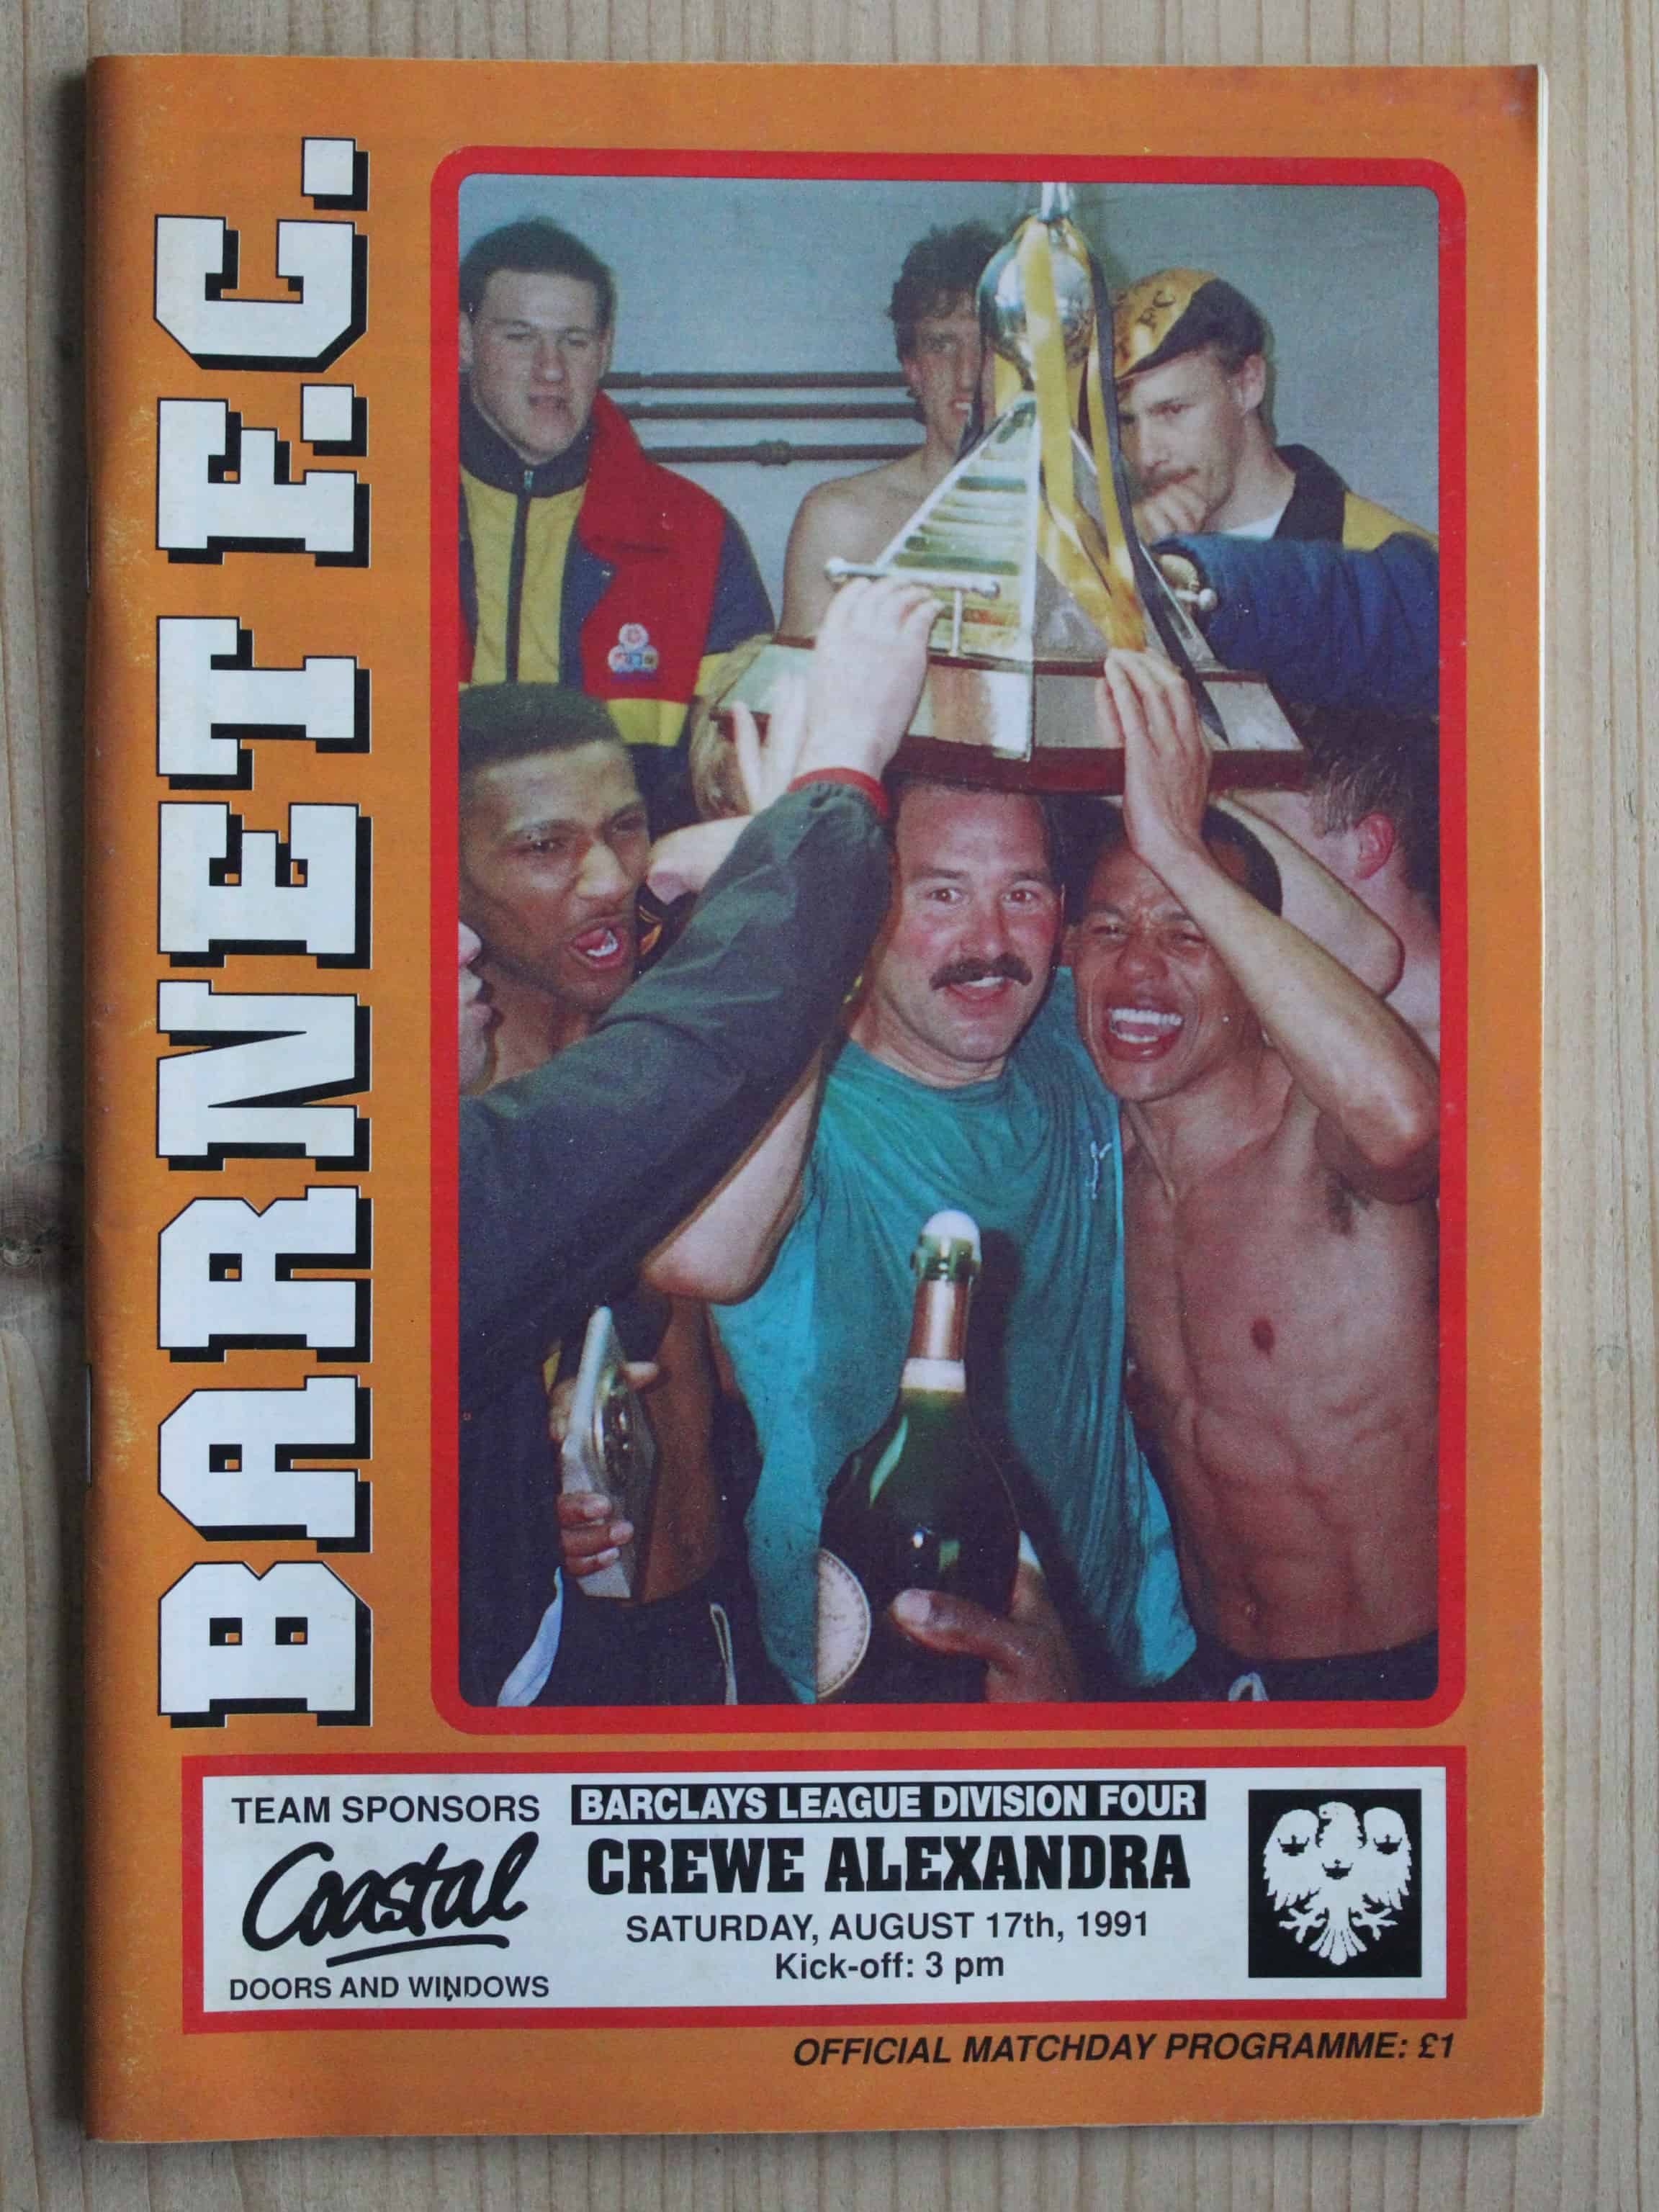 BARNET F.C.
TEAM SPONSORS
Coastal
DOORS AND WINDOWS
BARCLAYS LEAGUE DIVISION FOUR
CREWE ALEXANDRA
SATURDAY, AUGUST 17th, 1991
Kick-off: 3 pm
OFFICIAL MATCHDAY PROGRAMME: £1